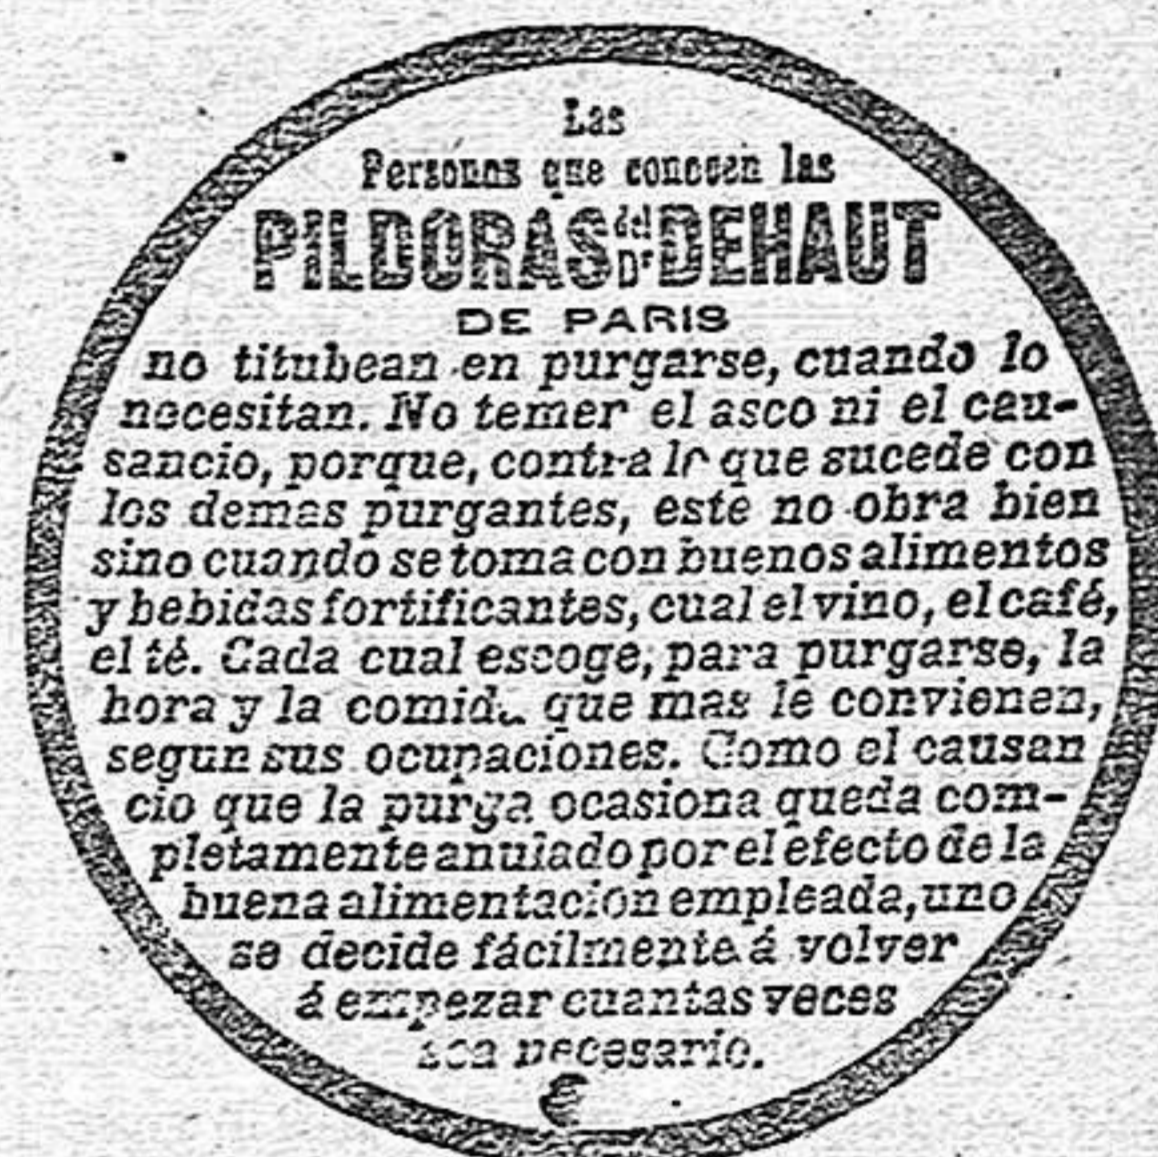 Las
Personas que conocen las
PILDORAS del Dr DEHAUT
DE PARIS
no titubean en purgarse, cuando lo
necesitan. No temer el asco ni el cau-
sancio, porque, contra lo que sucede con
los demas purgantes, este no obra bien
sino cuando se toma con buenos alimentos
y bebidas fortificantes, cual el vino, el café,
el té. Cada cual escoge, para purgarse, la
hora y la comida que mas le convienen,
segun sus ocupaciones. Como el causan
cio que la purga ocasiona queda com-
pletamente anulado por el efecto de la
buena alimentacion empleada, uno
se decide fácilmente á volver
á empezar cuantas veces
sea necesario.